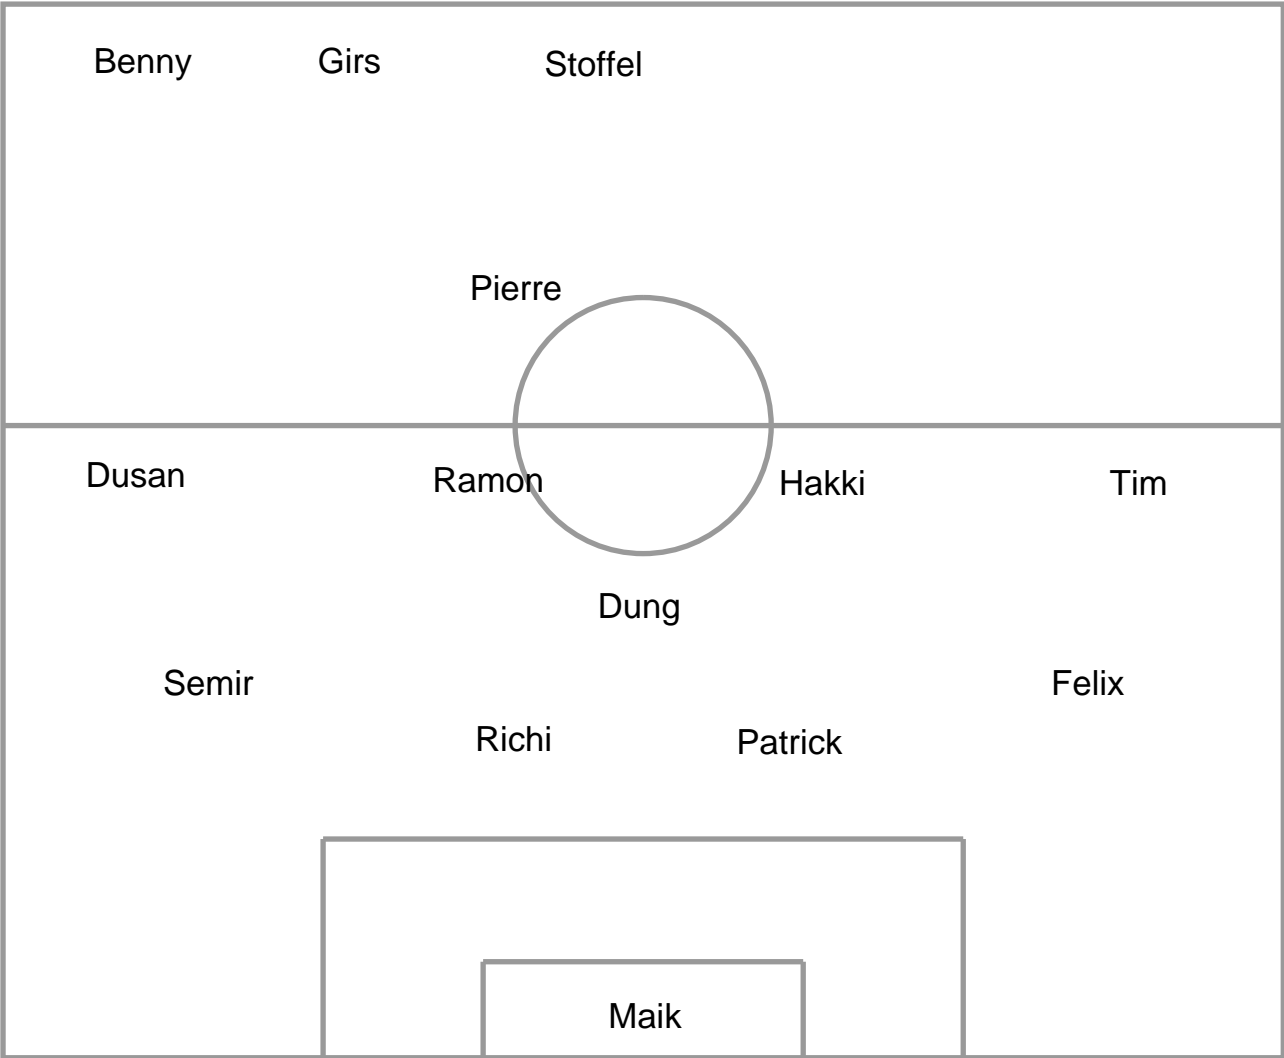 Benny Girs Stoffel
Pierre
Dusan Ramon Hakki Tim
Dung
Semir Felix
Richi Patrick
Maik